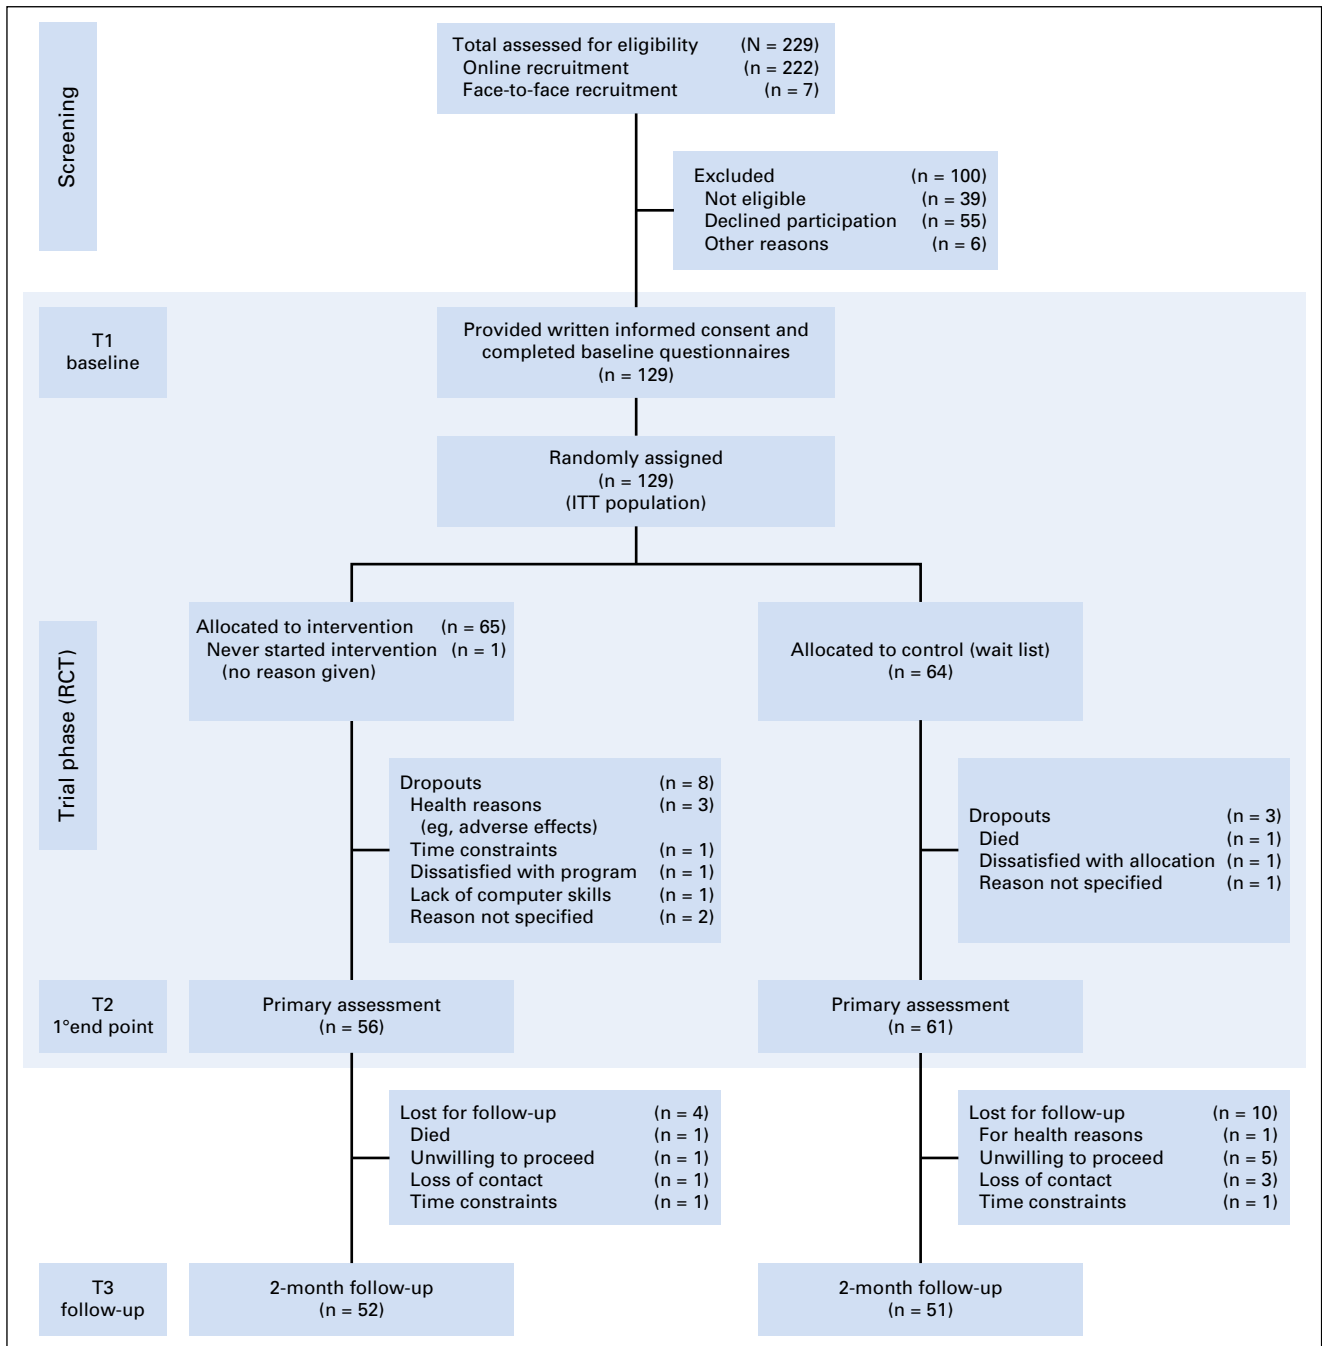 Screening
Total assessed for eligibility (N = 229)
Online recruitment (n = 222)
Face-to-face recruitment (n = 7)
Excluded (n = 100)
Not eligible (n = 39)
Declined participation (n = 55)
Other reasons (n = 6)
T1
baseline
Provided written informed consent and
completed baseline questionnaires
(n = 129)
Randomly assigned
(n = 129)
(ITT population)
Trial phase (RCT)
Allocated to intervention (n = 65)
Never started intervention (n = 1)
(no reason given)
Allocated to control (wait list)
(n = 64)
Dropouts (n = 8)
Health reasons (n = 3)
(eg, adverse effects)
Time constraints (n = 1)
Dissatisfied with program (n = 1)
Lack of computer skills (n = 1)
Reason not specified (n = 2)
Dropouts (n = 3)
Died (n = 1)
Dissatisfied with allocation (n = 1)
Reason not specified (n = 1)
T2
1°end point
Primary assessment
(n = 56)
Primary assessment
(n = 61)
Lost for follow-up (n = 4)
Died (n = 1)
Unwilling to proceed (n = 1)
Loss of contact (n = 1)
Time constraints (n = 1)
Lost for follow-up (n = 10)
For health reasons (n = 1)
Unwilling to proceed (n = 5)
Loss of contact (n = 3)
Time constraints (n = 1)
T3
follow-up
2-month follow-up
(n = 52)
2-month follow-up
(n = 51)